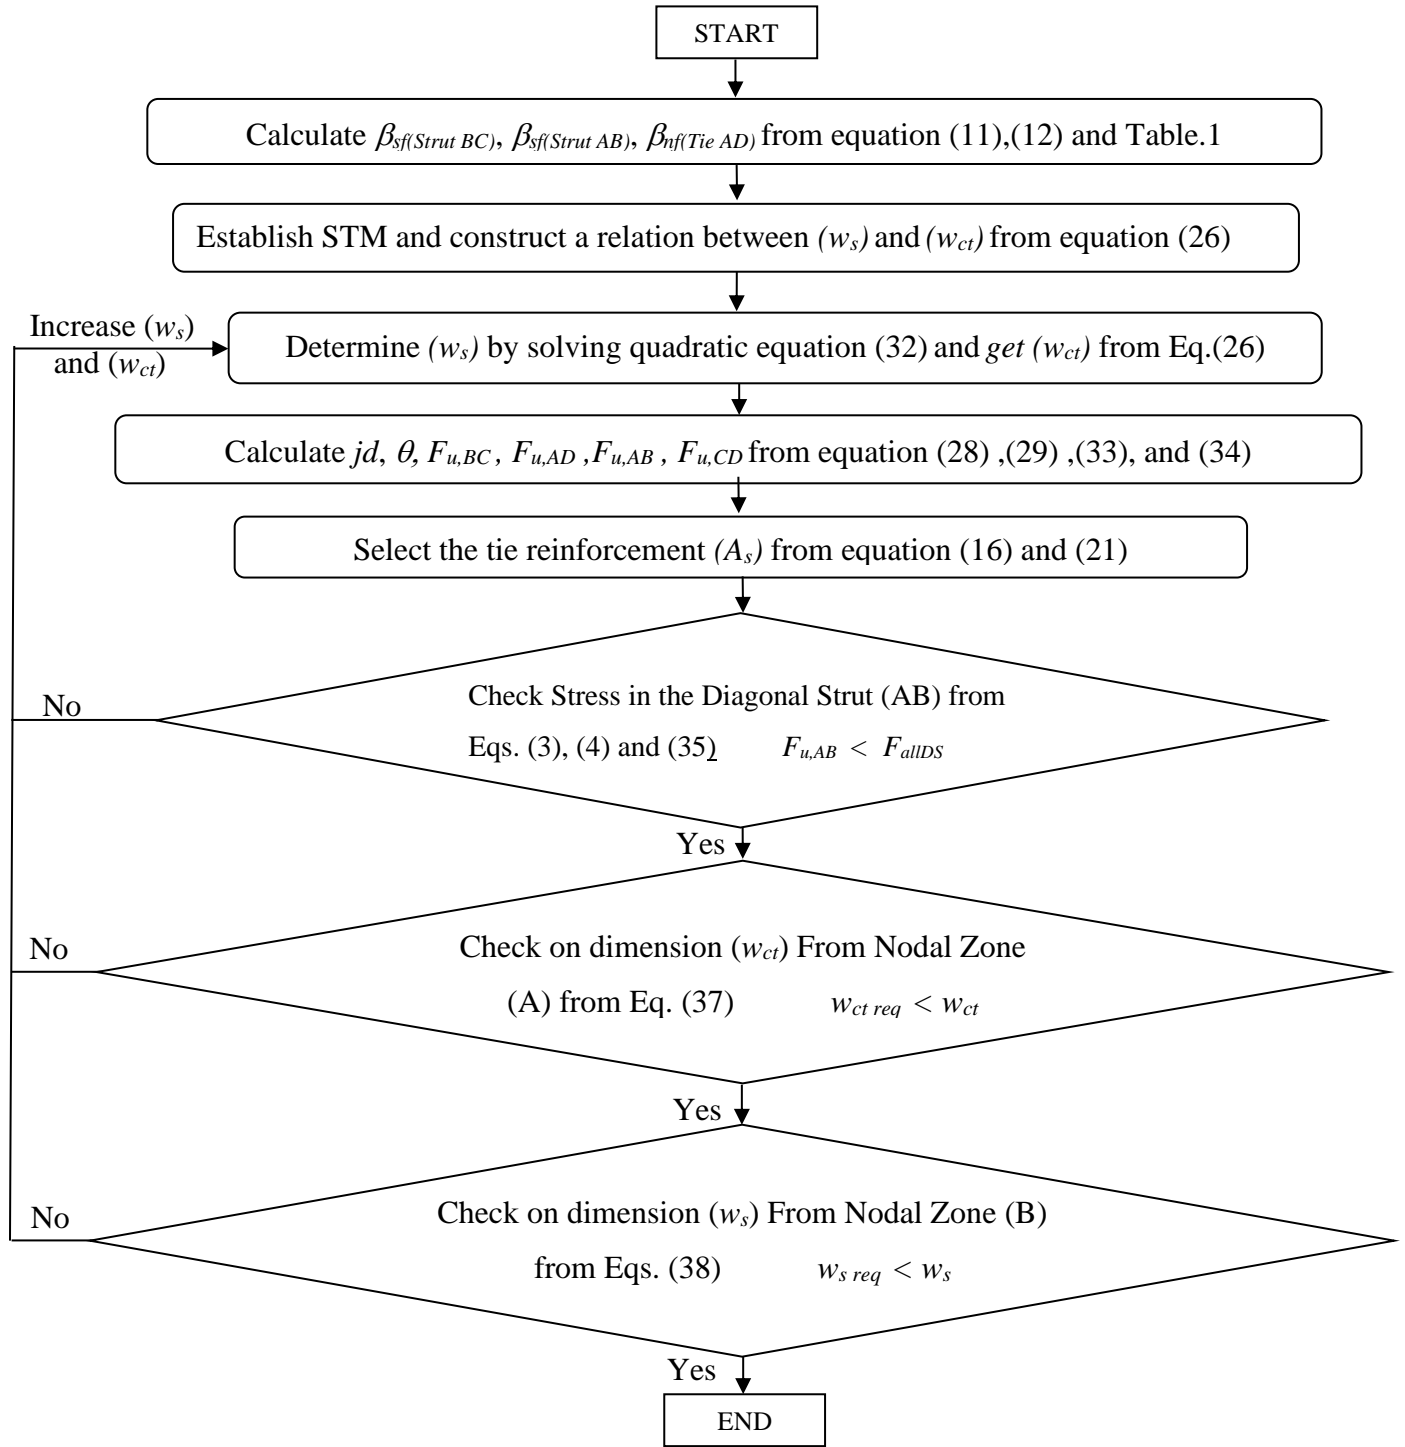 START
Calculate βsf(Strut BC), βsf(Strut AB), βnf(Tie AD) from equation (11),(12) and Table.1
Establish STM and construct a relation between (ws) and (wct) from equation (26)
Increase (ws)
and (wct)
Determine (ws) by solving quadratic equation (32) and get (wct) from Eq.(26)
Calculate jd, θ, Fu,BC , Fu,AD ,Fu,AB , Fu,CD from equation (28) ,(29) ,(33), and (34)
Select the tie reinforcement (As) from equation (16) and (21)
No
Check Stress in the Diagonal Strut (AB) from
Eqs. (3), (4) and (35) Fu,AB < FallDS
Yes
No
Check on dimension (wct) From Nodal Zone
(A) from Eq. (37) wct req < wct
Yes
No
Check on dimension (ws) From Nodal Zone (B)
from Eqs. (38) ws req < ws
Yes
END